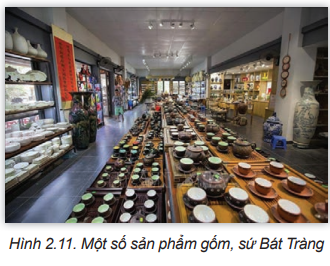 Hình 2.11. Một số sản phẩm gốm, sứ Bát Tràng